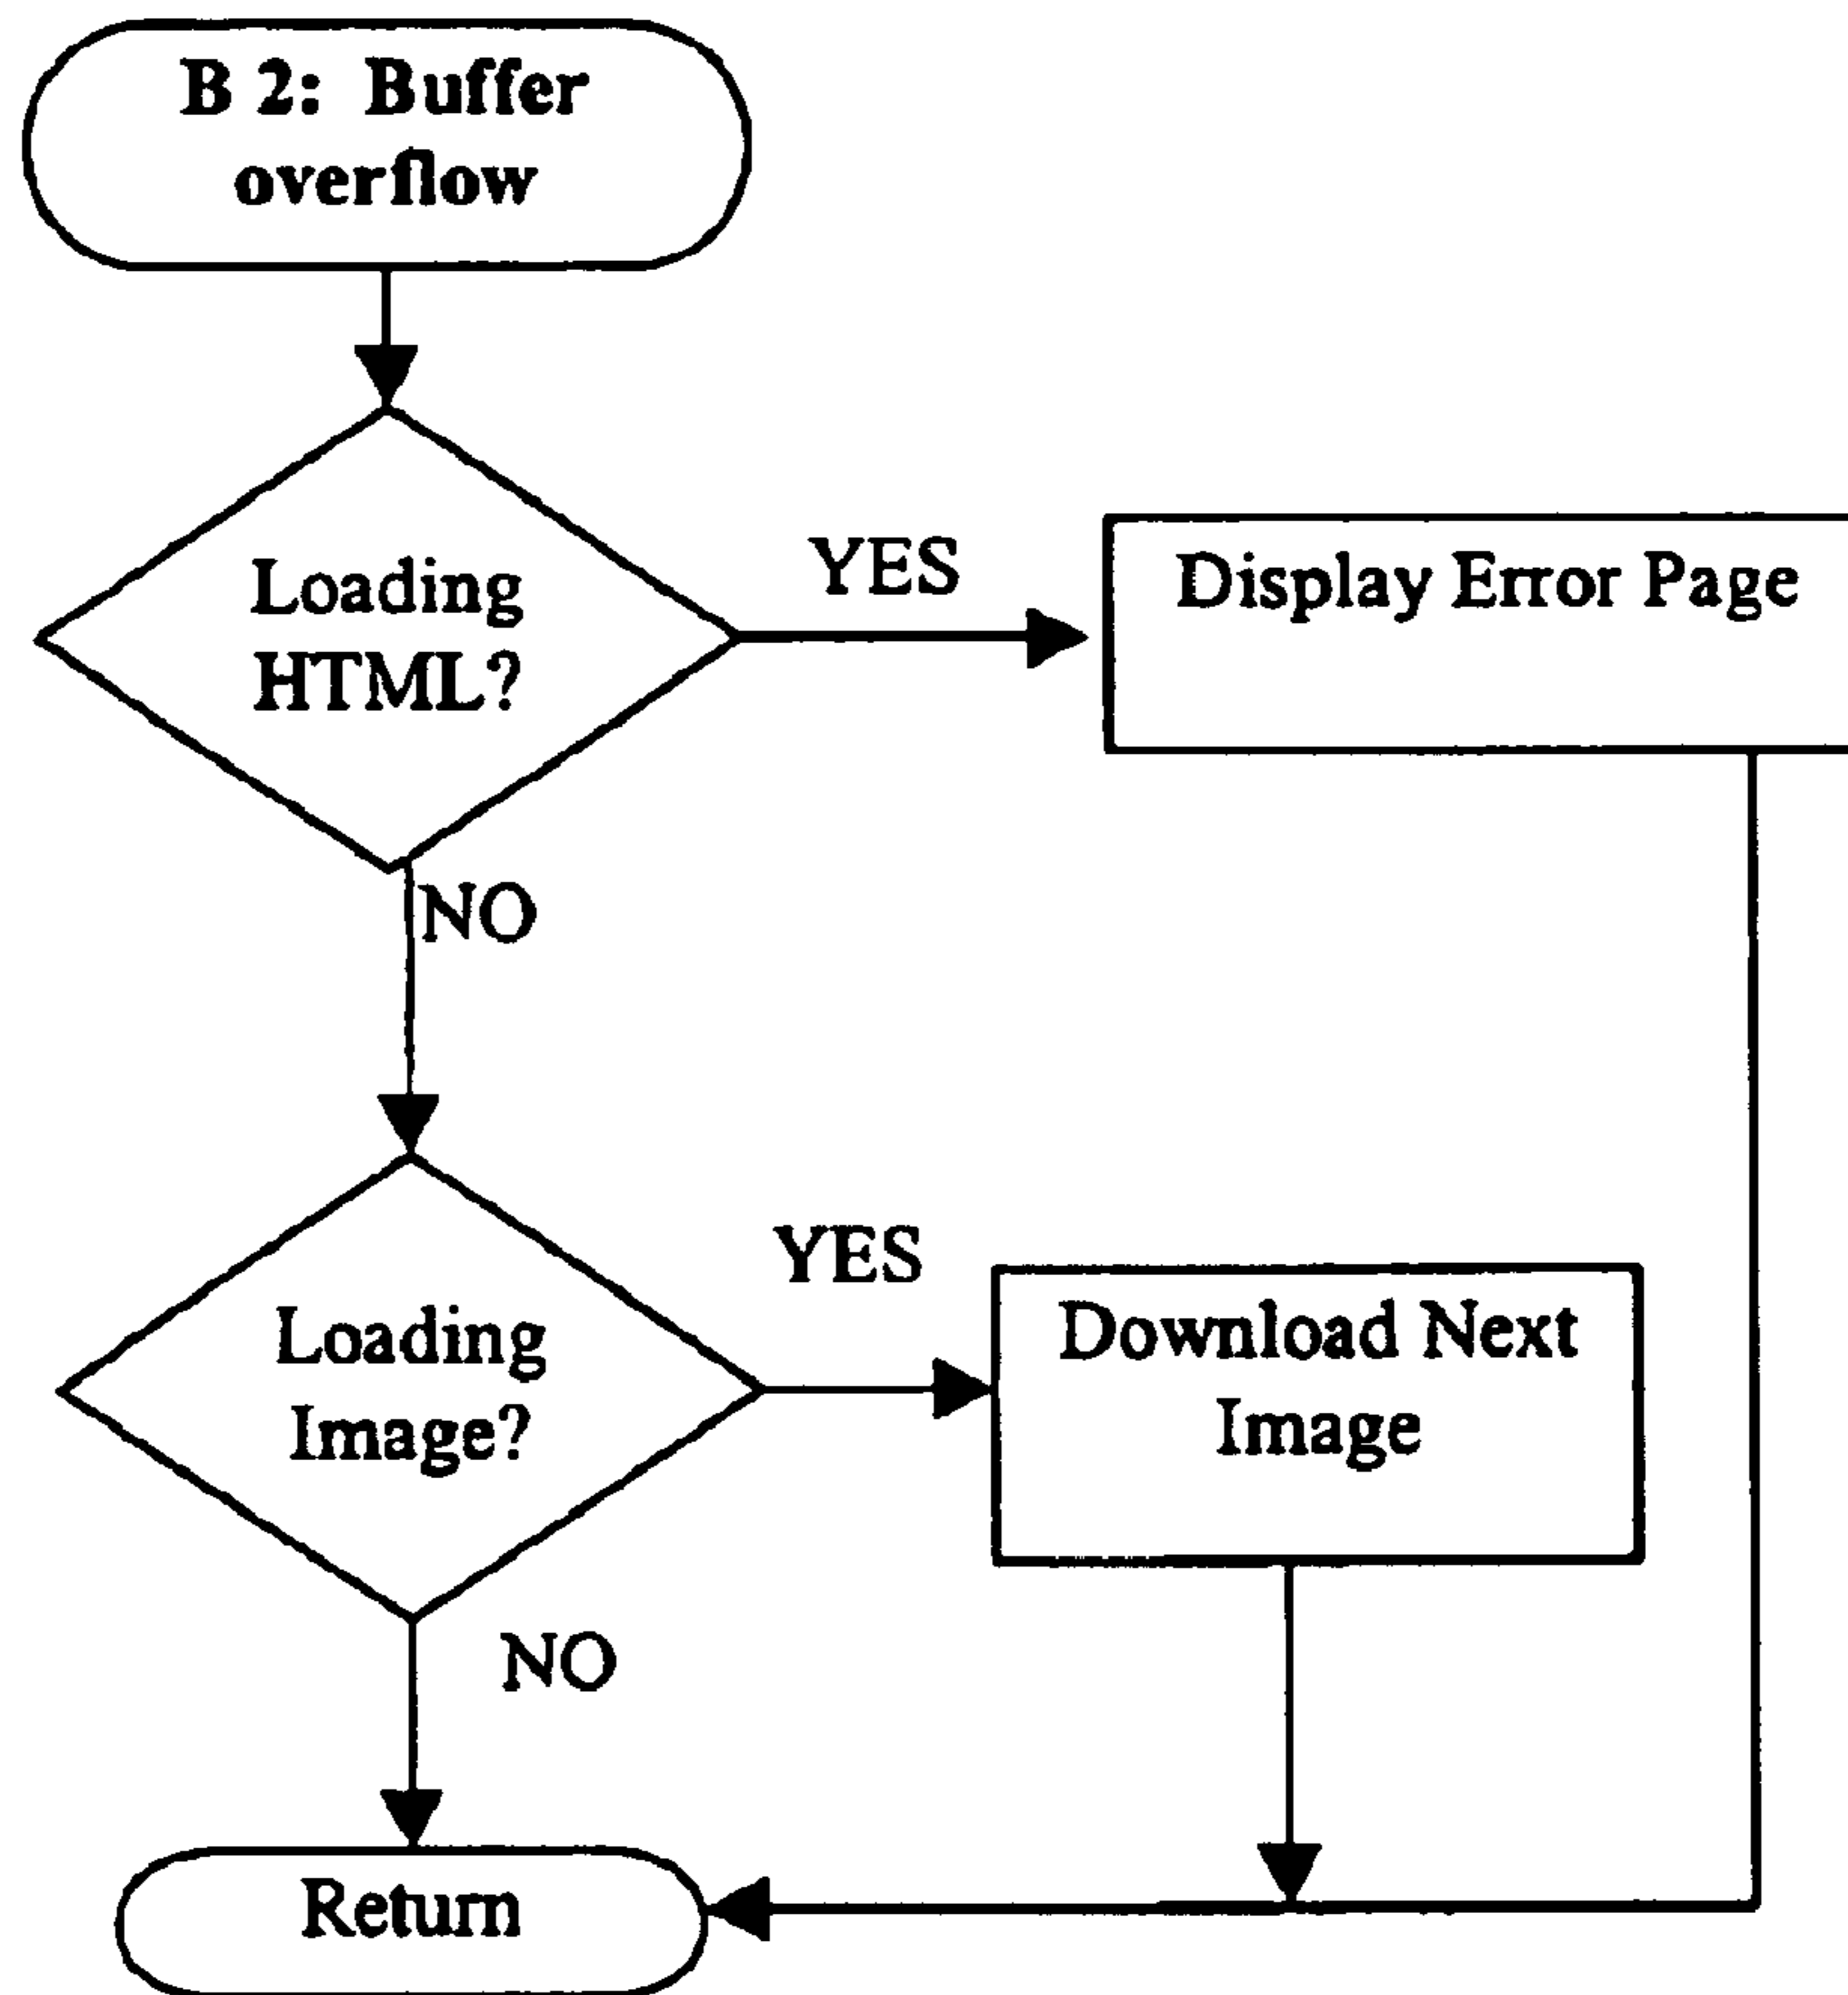 B 2: Buffer
overflow
Loading
HTML?
YES
Display Error Page
NO
Loading
Image?
YES
Download Next
Image
NO
Return